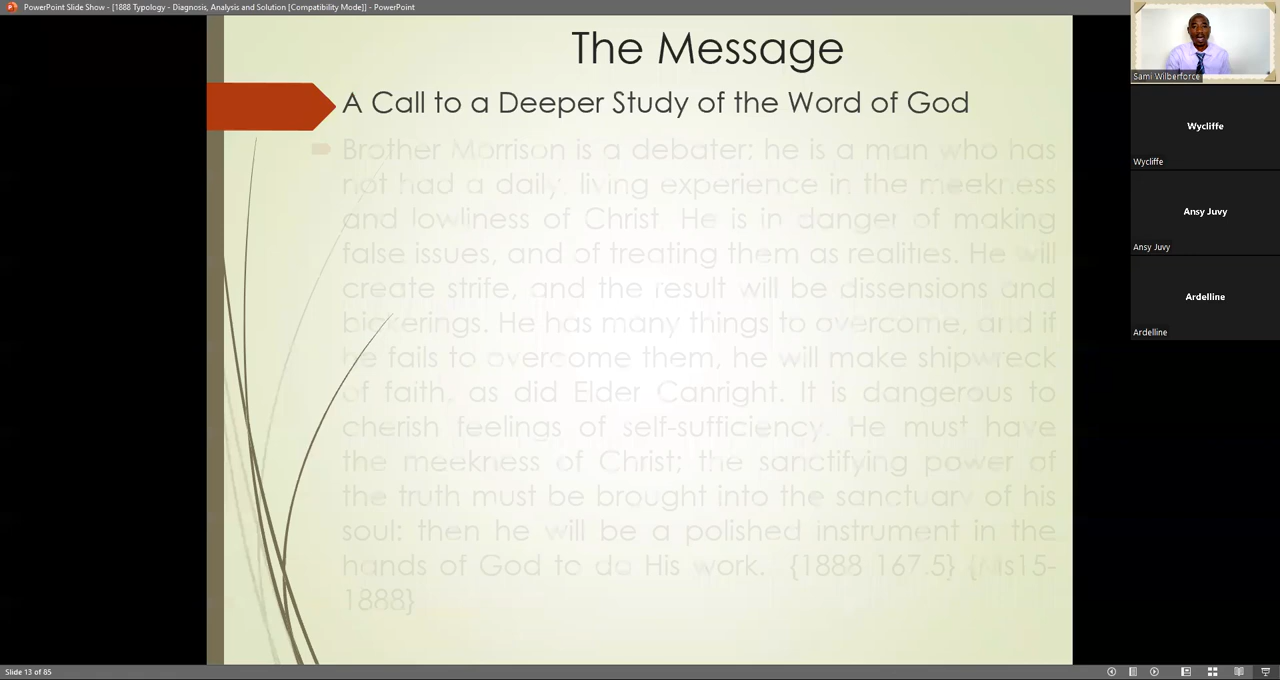 PowerPoint Slide Show - [1888 Typology - Diagnosis, Analysis and Solution [Compatibility Mode]] - PowerPoint
The Message
A Call to a Deeper Study of the Word of God
Brother Morrison is a debater; he is a man who has
not had a daily, living experience in the meekness
and lowliness of Christ. He is in danger of making
false issues, and of treating them as realities. He will
create strife, and the result will be dissensions and
bickerings. He has many things to overcome, and if
he fails to overcome them, he will make shipwreck
of faith, as did Elder Canright. It is dangerous to
cherish feelings of self-sufficiency. He must have
the meekness of Christ; the sanctifying power of
the truth must be brought into the sanctuary of his
soul: then he will be a polished instrument in the
hands of God to do His work. {1888 167.5} {Ms15-
1888}
Sami Wilberforce
Wycliffe
Wycliffe
Ansy Juvy
Ansy Juvy
Ardelline
Ardelline
Slide 13 of 85